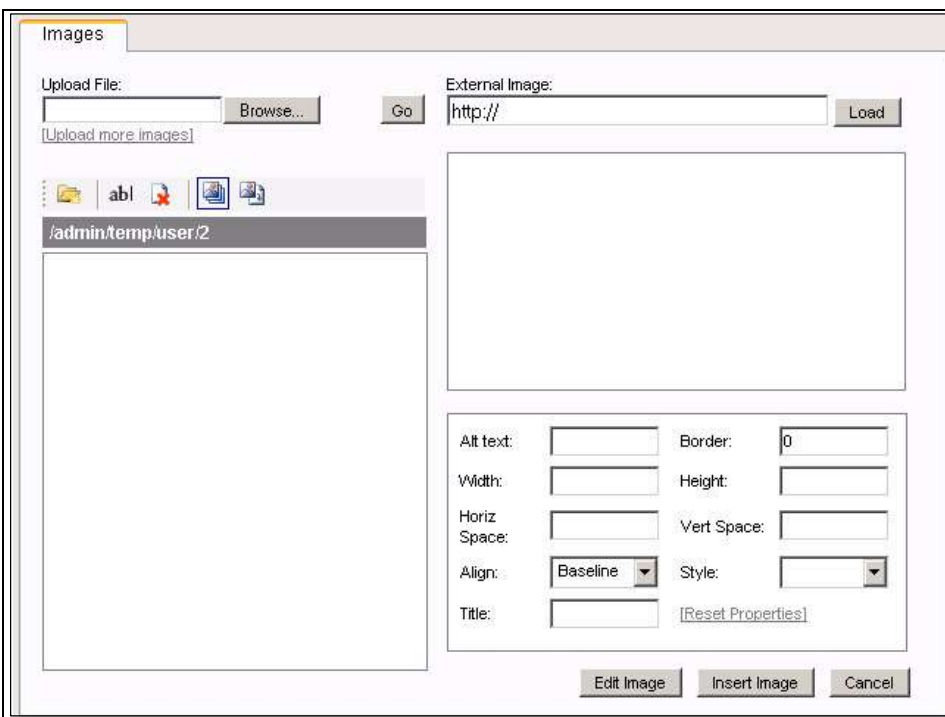 Images
Upload File:
Browse...
Go
[Upload more images]
External Image:
http://
Load
abl
/admin/temp/user/2
Alt text:
Border:
0
Width:
Height:
Horiz
Space:
Vert Space:
Align:
Baseline
Style:
Title:
[Reset Properties]
Edit Image
Insert Image
Cancel